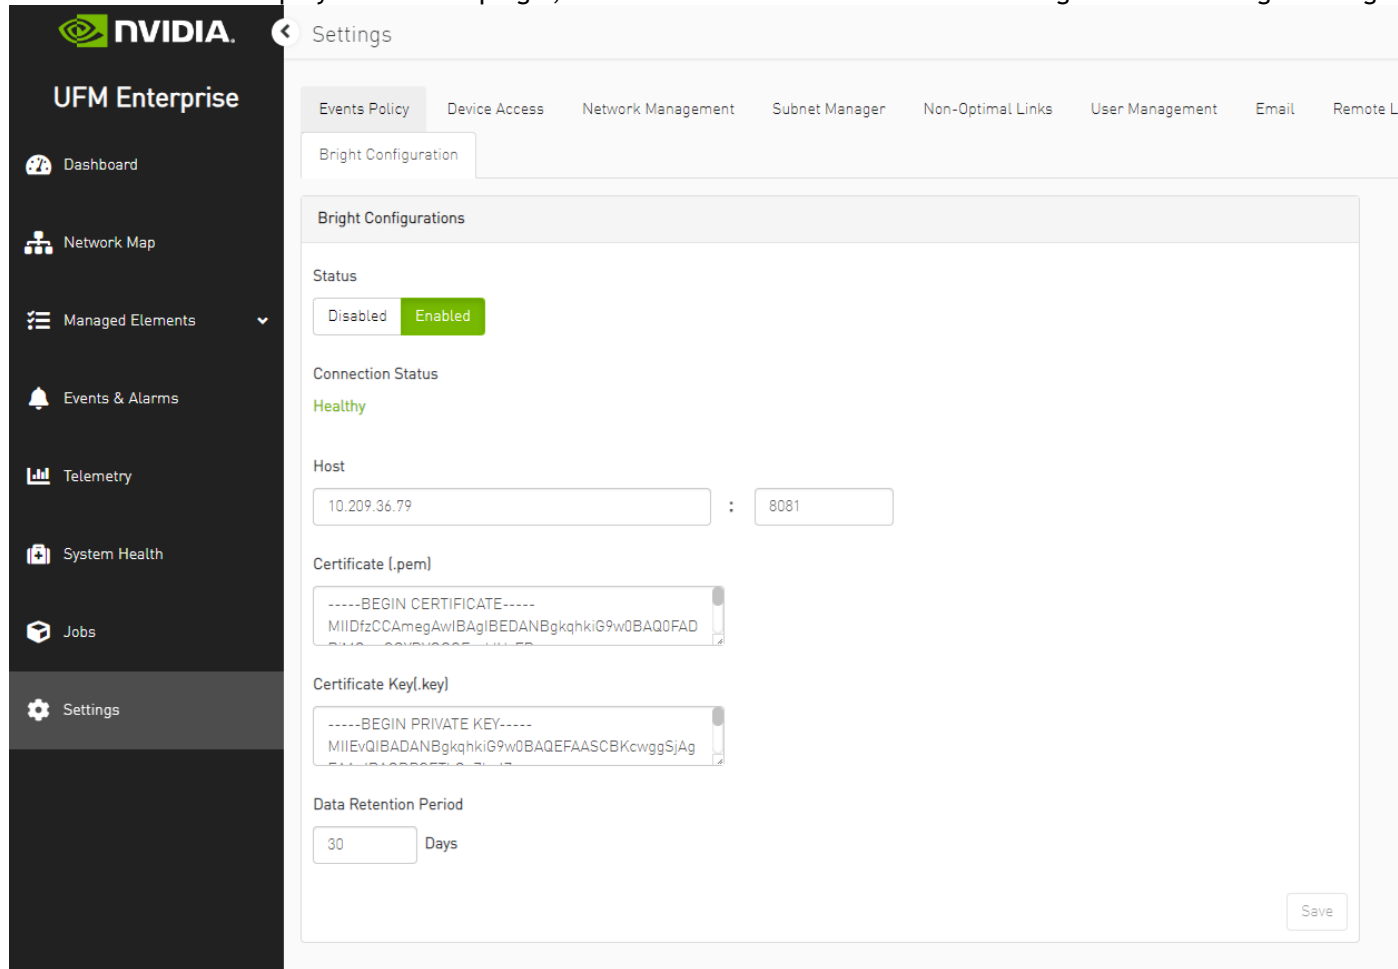 NVIDIA.
Settings
UFM Enterprise
Events Policy Device Access Network Management Subnet Manager Non-Optimal Links User Management Email Remote L
Bright Configuration
Dashboard
Network Map
Managed Elements
Events & Alarms
Telemetry
System Health
Jobs
Settings
Bright Configurations
Status
Disabled Enabled
Connection Status
Healthy
Host
10.209.36.79 : 8081
Certificate (.pem)
-----BEGIN CERTIFICATE-----
MIIDfzCCAmegAwIBAgIBEDANBgkqhkiG9w0BAQ0FAD
Certificate Key(.key)
-----BEGIN PRIVATE KEY-----
MIIEvQIBADANBgkqhkiG9w0BAQEFAASCBKcwggSjAg
Data Retention Period
30 Days
Save